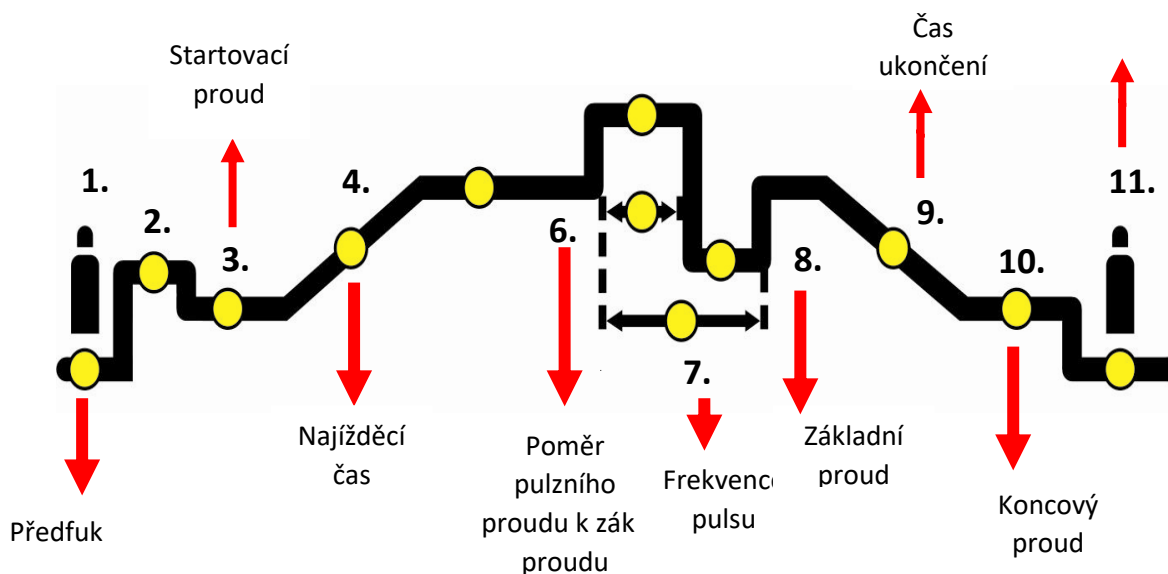 Startovací
proud
Čas
ukončení
1.
2.
3.
4.
6.
7.
8.
9.
10.
11.
Předfuk
Najížděcí
čas
Poměr
pulzního
proudu k zák
proudu
Frekvenc
pulsu
Základní
proud
Koncový
proud